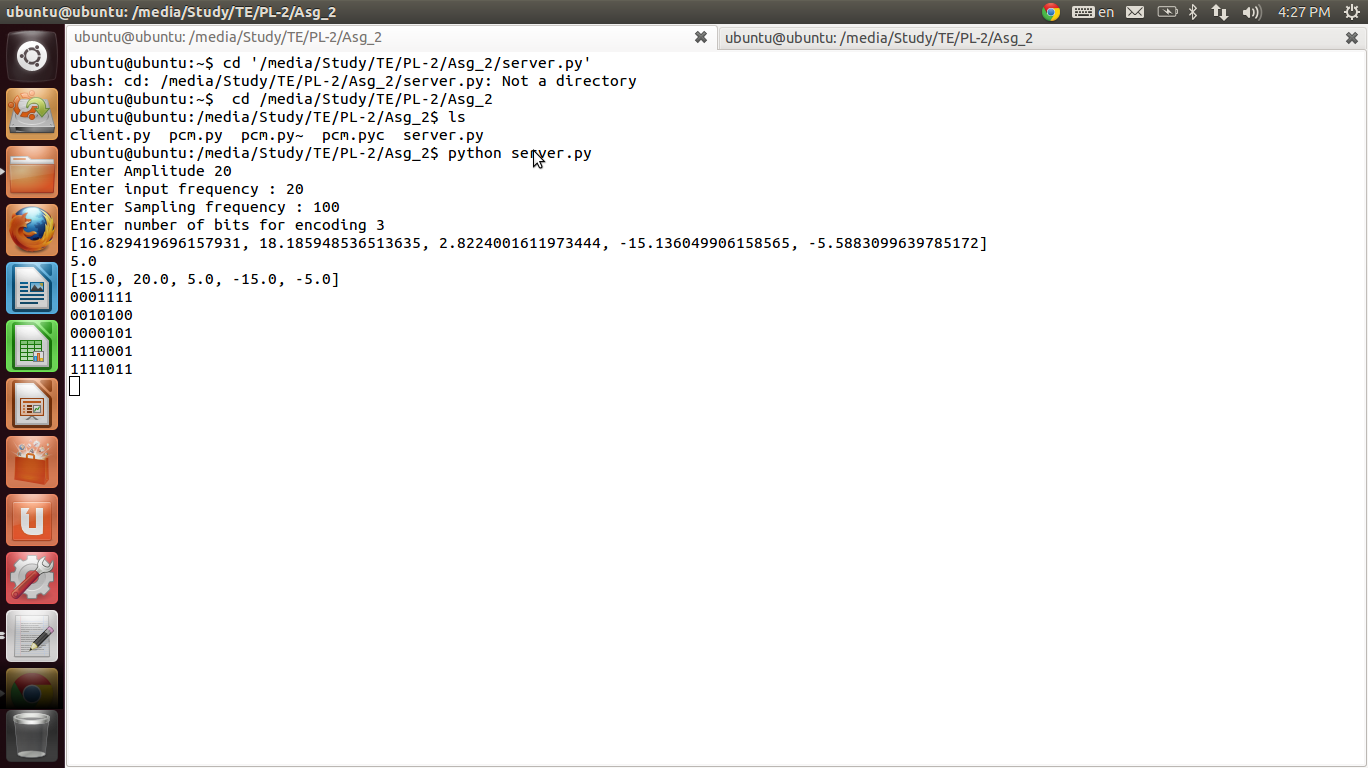 ubuntu@ubuntu: /media/Study/TE/PL-2/Asg_2
en
4:27 PM
ubuntu@ubuntu: /media/Study/TE/PL-2/Asg_2
ubuntu@ubuntu: /media/Study/TE/PL-2/Asg_2
ubuntu@ubuntu:~$ cd '/media/Study/TE/PL-2/Asg_2/server.py'
bash: cd: /media/Study/TE/PL-2/Asg_2/server.py: Not a directory
ubuntu@ubuntu:~$  cd /media/Study/TE/PL-2/Asg_2
ubuntu@ubuntu:/media/Study/TE/PL-2/Asg_2$ ls
client.py  pcm.py  pcm.py~  pcm.pyc  server.py
ubuntu@ubuntu:/media/Study/TE/PL-2/Asg_2$ python server.py
Enter Amplitude 20
Enter input frequency : 20
Enter Sampling frequency : 100
Enter number of bits for encoding 3
[16.829419696157931, 18.185948536513635, 2.8224001611973444, -15.136049906158565, -5.5883099639785172]
5.0
[15.0, 20.0, 5.0, -15.0, -5.0]
0001111
0010100
0000101
1110001
1111011